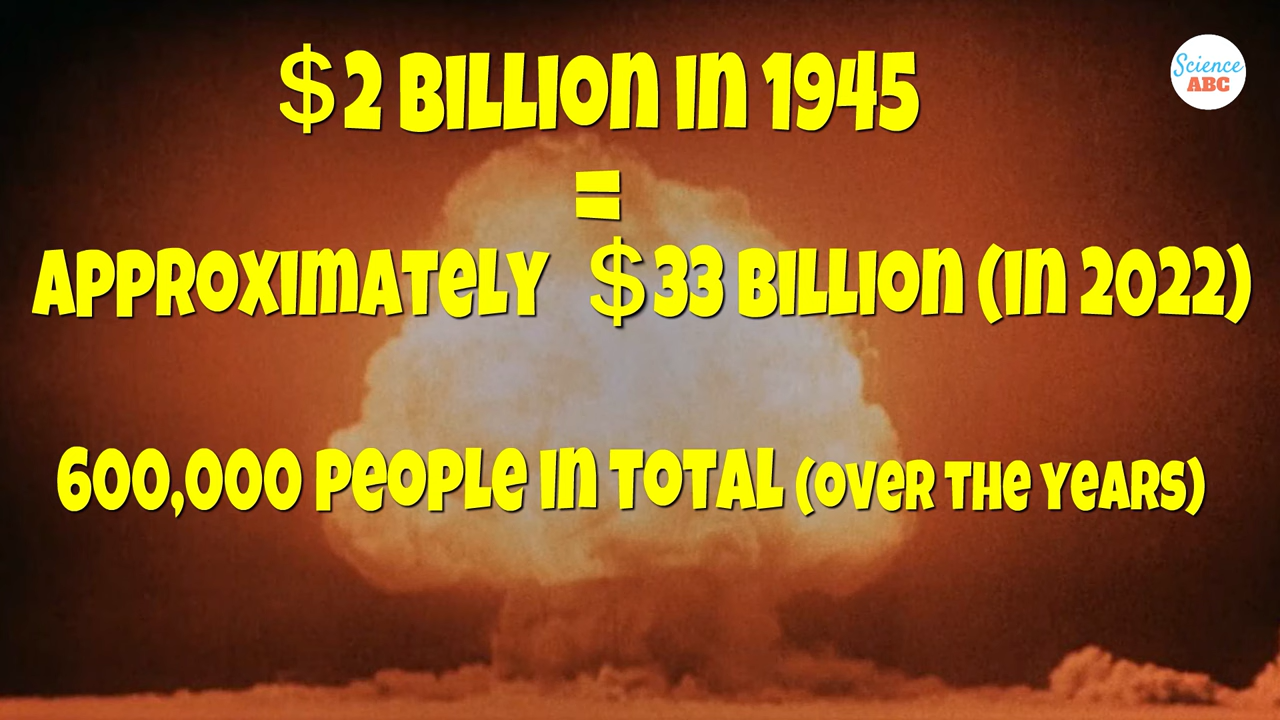 $2 BILLION IN 1945
=
APPROXIMATELY $33 BILLION (IN 2022)
600,000 PEOPLE IN TOTAL (OVER THE YEARS)
Science
ABC